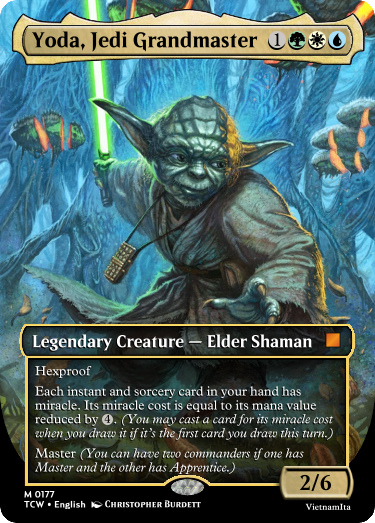 Yoda, Jedi Grandmaster 1
Legendary Creature — Elder Shaman
Hexproof
Each instant and sorcery card in your hand has
miracle. Its miracle cost is equal to its mana value
reduced by 4. (You may cast a card for its miracle cost
when you draw it if it's the first card you draw this turn.)
Master (You can have two commanders if one has
Master and the other has Apprentice.)
2/6
M 0177
TCW • English Christopher Burdett
VietnamIta